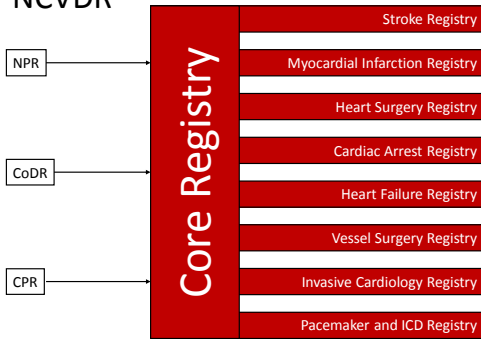 NCVDR
Stroke Registry
NPR
Myocardial Infarction Registry
Heart Surgery Registry
Cardiac Arrest Registry
CoDR
Core Registry
Heart Failure Registry
Vessel Surgery Registry
CPR
Invasive Cardiology Registry
Pacemaker and ICD Registry